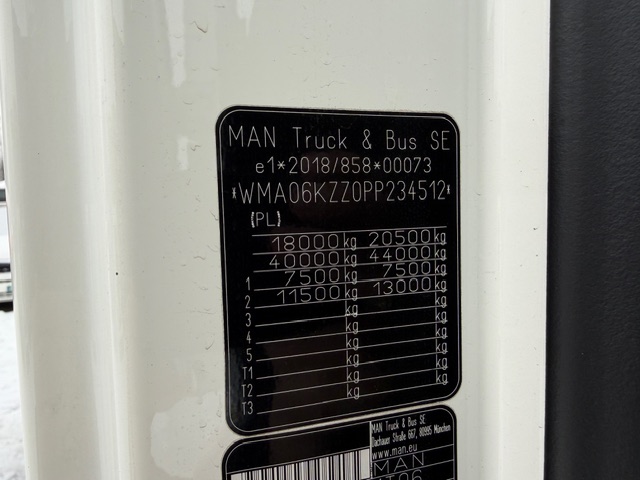 MAN Truck & Bus SE
e1*2018/858*00073
*WMA06KZZ0PP234512*
(PL)
18000 kg 20500 kg
40000 kg 44000 kg
1 7500 kg 7500 kg
2 11500 kg 13000 kg
3 kg kg
4 kg kg
5 kg kg
T1 kg kg
T2 kg kg
T3 kg kg
MAN Truck & Bus SE
Dachauer Straße 667, 80995 München
www.man.eu
MAN